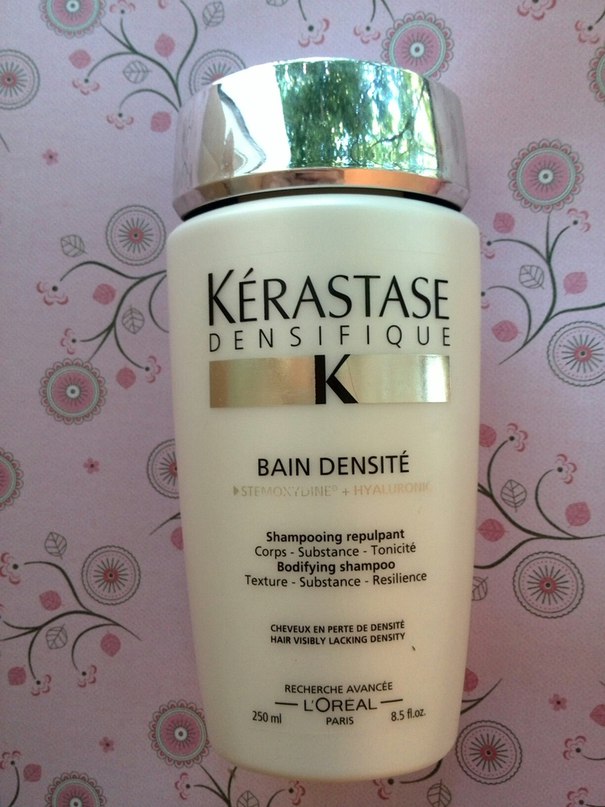 KÉRASTASE
DENSIFIQUE
K
BAIN DENSITÉ
STEMOXYDINE® + HYALURONIC
Shampooing repulpant
Corps - Substance - Tonicité
Bodifying shampoo
Texture - Substance - Resilience
CHEVEUX EN PERTE DE DENSITÉ
HAIR VISIBLY LACKING DENSITY
RECHERCHE AVANCÉE
L'ORÉAL
250 ml PARIS 8.5 fl.oz.